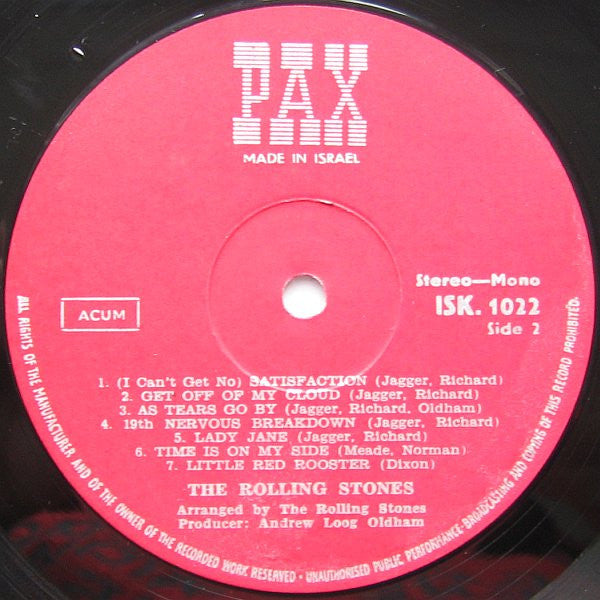 PAX
MADE IN ISRAEL
Stereo—Mono
ISK. 1022
Side 2
ACUM
1. (I Can't Get No) SATISFACTION (Jagger, Richard)
2. GET OFF OF MY CLOUD (Jagger, Richard)
3. AS TEARS GO BY (Jagger, Richard, Oldham)
4. 19th NERVOUS BREAKDOWN (Jagger, Richard)
5. LADY JANE (Jagger, Richard)
6. TIME IS ON MY SIDE (Meade, Norman)
7. LITTLE RED ROOSTER (Dixon)
THE ROLLING STONES
Arranged by The Rolling Stones
Producer: Andrew Loog Oldham
ALL RIGHTS OF THE MANUFACTURER AND OF THE OWNER OF THE RECORDED WORK RESERVED - UNAUTHORISED PUBLIC PERFORMANCE-BROADCASTING AND COPYING OF THIS RECORD PROHIBITED.